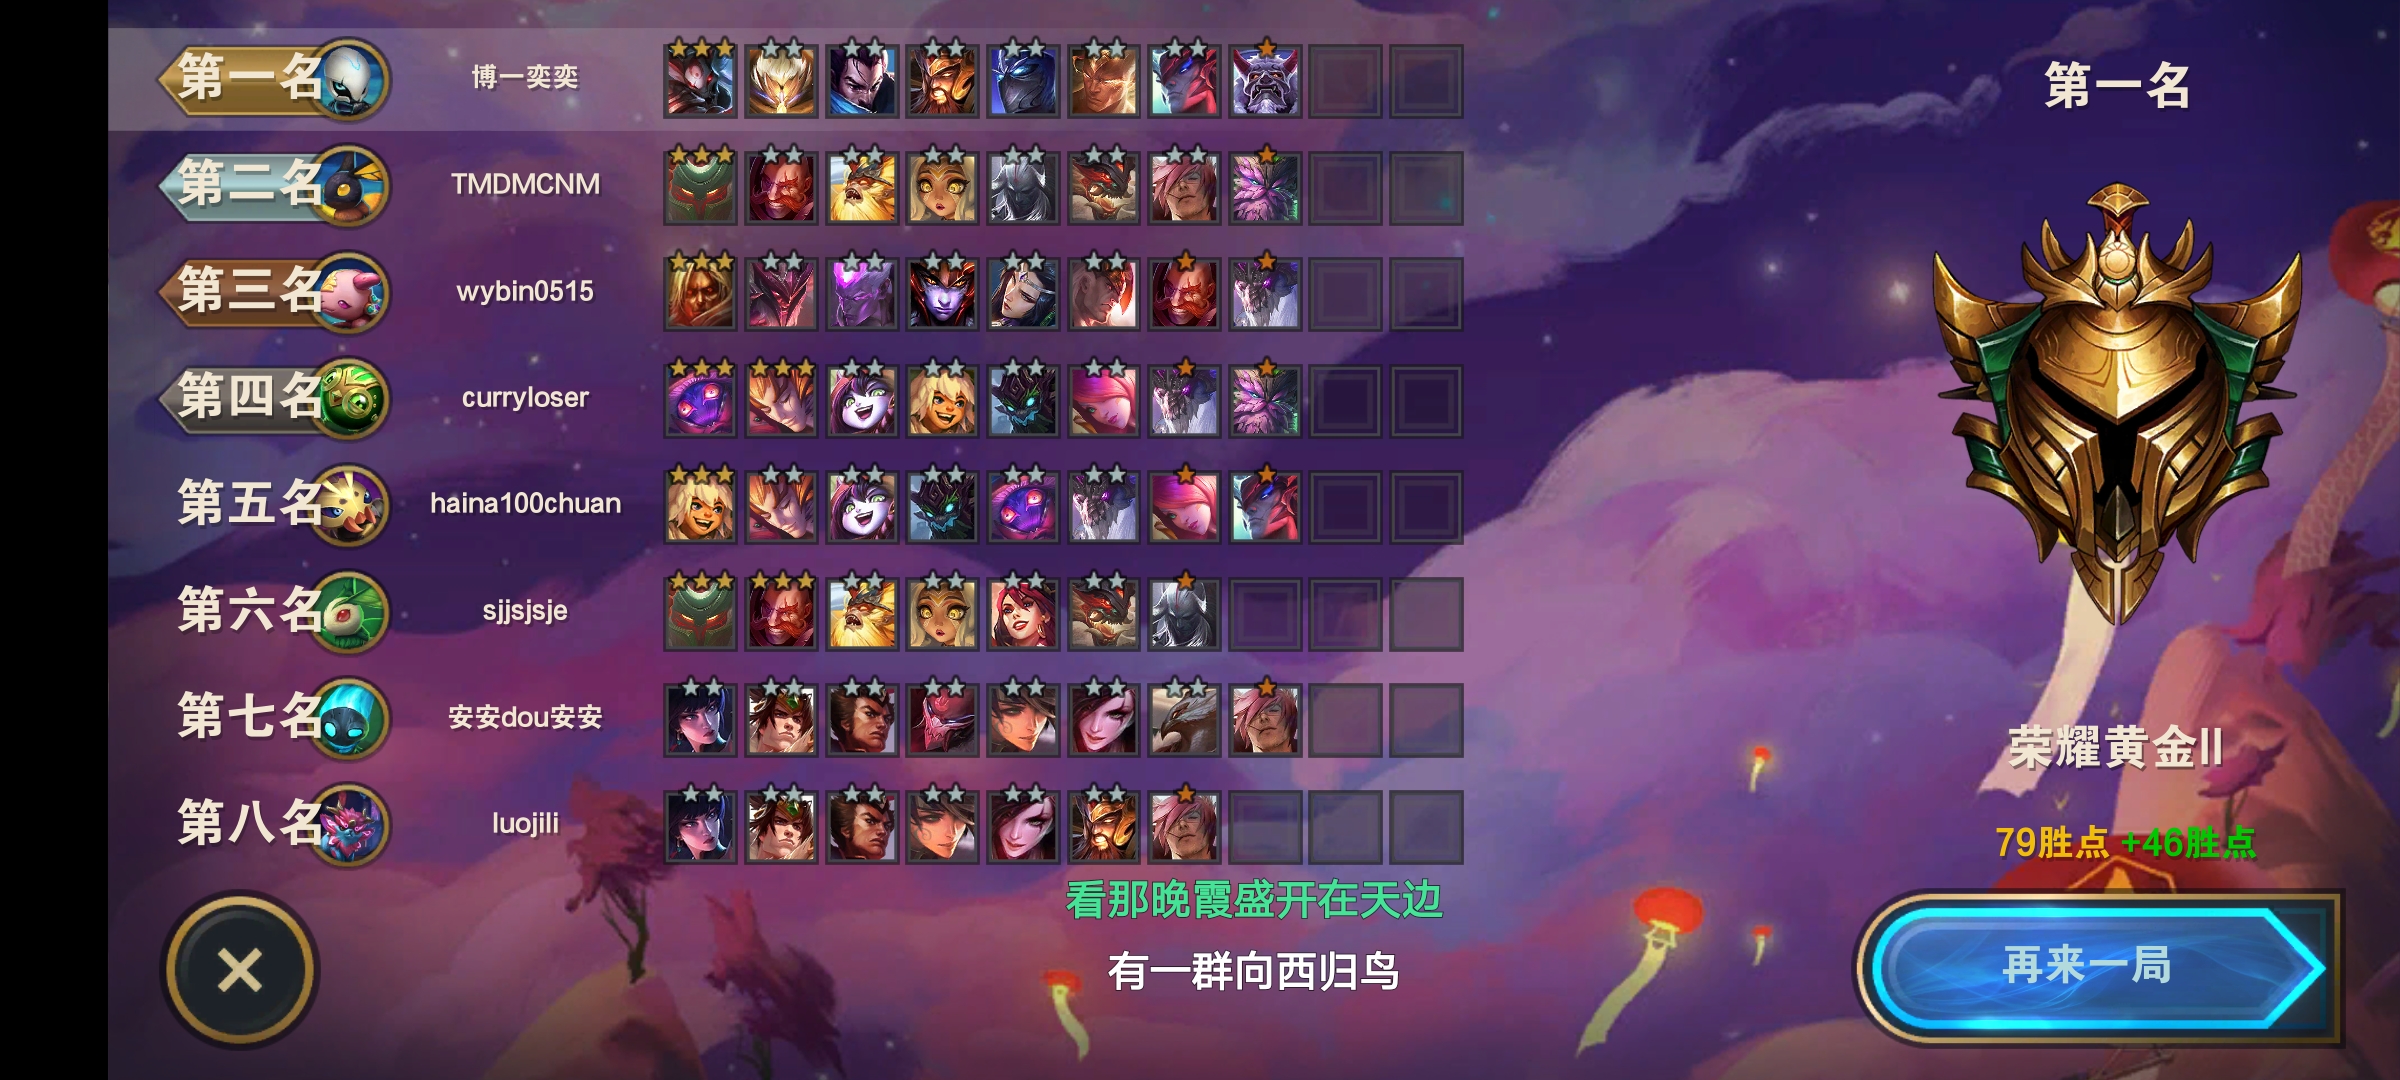 第一名 博一奕奕
第二名 TMDMCNM
第三名 wybin0515
第四名 curryloser
第五名 haina100chuan
第六名 sjjsjsje
第七名 安安dou安安
第八名 luojili
看那晚霞盛开在天边
有一群向西归鸟
第一名
荣耀黄金II
79胜点 +46胜点
再来一局